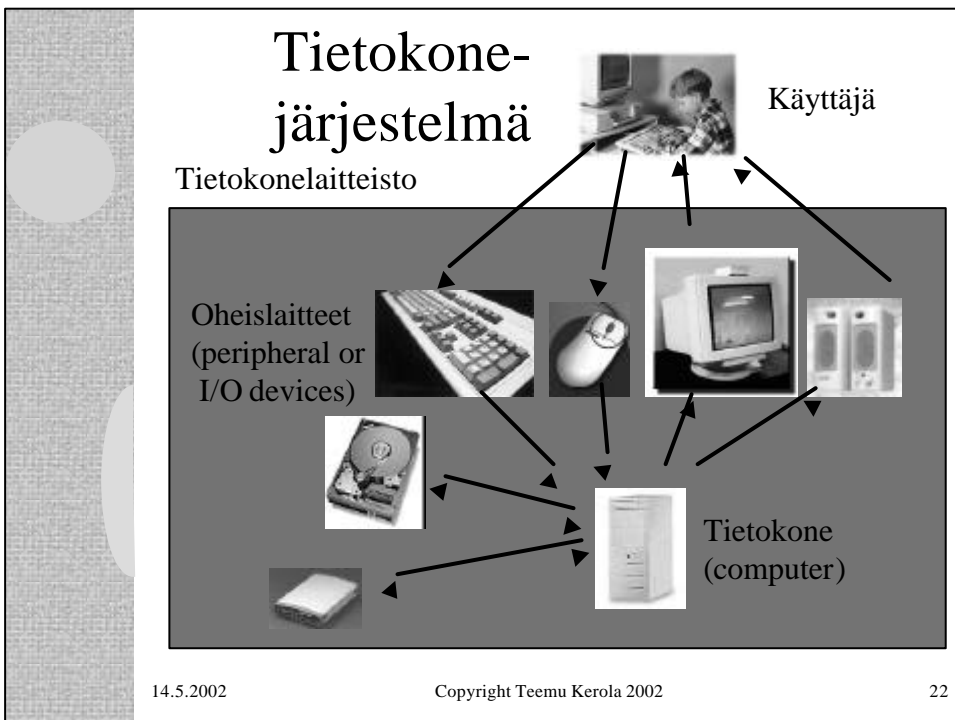 Tietokone-
järjestelmä
Käyttäjä
Tietokonelaitteisto
Oheislaitteet
(peripheral or
I/O devices)
Tietokone
(computer)
14.5.2002
Copyright Teemu Kerola 2002
22